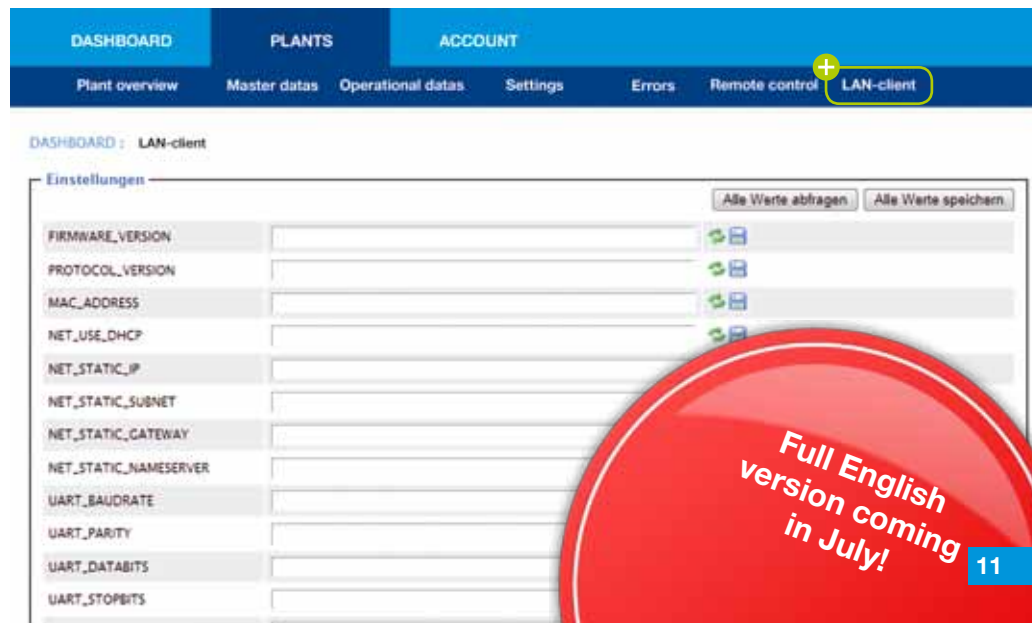 DASHBOARD PLANTS ACCOUNT
Plant overview Master datas Operational datas Settings Errors Remote control LAN-client
DASHBOARD : LAN-client
Einstellungen
Alle Werte abfragen Alle Werte speichern
FIRMWARE_VERSION
PROTOCOL_VERSION
MAC_ADDRESS
NET_USE_DHCP
NET_STATIC_IP
NET_STATIC_SUBNET
NET_STATIC_GATEWAY
NET_STATIC_NAMESERVER
UART_BAUDRATE
UART_PARITY
UART_DATABITS
UART_STOPBITS
Full English
version coming
in July!
11